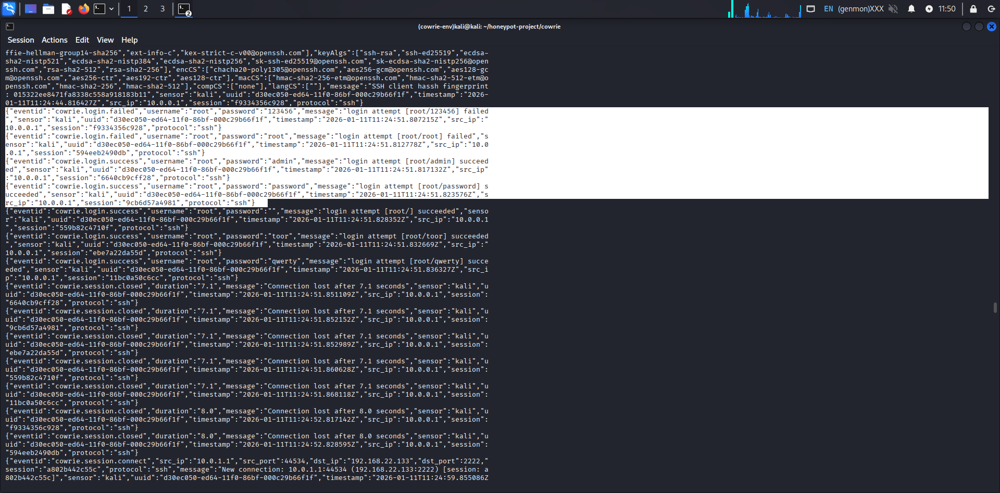 1 2 3 2 EN (genmon)XXX 11:50
(cowrie-env)kali@kali: ~/honeypot-project/cowrie
Session Actions Edit View Help
ffie-hellman-group14-sha256","ext-info-c","kex-strict-c-v00@openssh.com"],"keyAlgs":["ssh-rsa","ssh-ed25519","ecdsa-
sha2-nistp521","ecdsa-sha2-nistp384","ecdsa-sha2-nistp256","sk-ssh-ed25519@openssh.com","sk-ecdsa-sha2-nistp256@open
ssh.com","rsa-sha2-512","rsa-sha2-256"],"encCS":["chacha20-poly1305@openssh.com","aes256-gcm@openssh.com","aes128-gc
m@openssh.com","aes256-ctr","aes192-ctr","aes128-ctr"],"macCS":["hmac-sha2-256-etm@openssh.com","hmac-sha2-512-etm@o
penssh.com","hmac-sha2-256","hmac-sha2-512"],"compCS":["none"],"langCS":[""],"message":"SSH client hassh fingerprint
: 015322ee8471fa8338c558a918183b11","sensor":"kali","uuid":"d30ec050-ed64-11f0-86bf-000c29b66f1f","timestamp":"2026-
01-11T11:24:44.816427Z","src_ip":"10.0.0.1","session":"f9334356c928","protocol":"ssh"}
{"eventid":"cowrie.login.failed","username":"root","password":"123456","message":"login attempt [root/123456] failed
","sensor":"kali","uuid":"d30ec050-ed64-11f0-86bf-000c29b66f1f","timestamp":"2026-01-11T11:24:51.807215Z","src_ip":"
10.0.0.1","session":"f9334356c928","protocol":"ssh"}
{"eventid":"cowrie.login.failed","username":"root","password":"root","message":"login attempt [root/root] failed","s
ensor":"kali","uuid":"d30ec050-ed64-11f0-86bf-000c29b66f1f","timestamp":"2026-01-11T11:24:51.812778Z","src_ip":"10.0
.0.1","session":"594eeb2490db","protocol":"ssh"}
{"eventid":"cowrie.login.success","username":"root","password":"admin","message":"login attempt [root/admin] succeed
ed","sensor":"kali","uuid":"d30ec050-ed64-11f0-86bf-000c29b66f1f","timestamp":"2026-01-11T11:24:51.817132Z","src_ip"
:"10.0.0.1","session":"6640cb9cff28","protocol":"ssh"}
{"eventid":"cowrie.login.success","username":"root","password":"password","message":"login attempt [root/password] s
ucceeded","sensor":"kali","uuid":"d30ec050-ed64-11f0-86bf-000c29b66f1f","timestamp":"2026-01-11T11:24:51.823576Z","s
rc_ip":"10.0.0.1","session":"9cb6d57a4981","protocol":"ssh"}
{"eventid":"cowrie.login.success","username":"root","password":"","message":"login attempt [root/] succeeded","senso
r":"kali","uuid":"d30ec050-ed64-11f0-86bf-000c29b66f1f","timestamp":"2026-01-11T11:24:51.828352Z","src_ip":"10.0.0.1
","session":"559b82c4710f","protocol":"ssh"}
{"eventid":"cowrie.login.success","username":"root","password":"toor","message":"login attempt [root/toor] succeeded
","sensor":"kali","uuid":"d30ec050-ed64-11f0-86bf-000c29b66f1f","timestamp":"2026-01-11T11:24:51.832669Z","src_ip":"
10.0.0.1","session":"ebe7a22da55d","protocol":"ssh"}
{"eventid":"cowrie.login.success","username":"root","password":"qwerty","message":"login attempt [root/qwerty] succe
eded","sensor":"kali","uuid":"d30ec050-ed64-11f0-86bf-000c29b66f1f","timestamp":"2026-01-11T11:24:51.836327Z","src_i
p":"10.0.0.1","session":"11bc0a50c6cc","protocol":"ssh"}
{"eventid":"cowrie.session.closed","duration":"7.1","message":"Connection lost after 7.1 seconds","sensor":"kali","u
uid":"d30ec050-ed64-11f0-86bf-000c29b66f1f","timestamp":"2026-01-11T11:24:51.851109Z","src_ip":"10.0.0.1","session":
"6640cb9cff28","protocol":"ssh"}
{"eventid":"cowrie.session.closed","duration":"7.1","message":"Connection lost after 7.1 seconds","sensor":"kali","u
uid":"d30ec050-ed64-11f0-86bf-000c29b66f1f","timestamp":"2026-01-11T11:24:51.852152Z","src_ip":"10.0.0.1","session":
"9cb6d57a4981","protocol":"ssh"}
{"eventid":"cowrie.session.closed","duration":"7.1","message":"Connection lost after 7.1 seconds","sensor":"kali","u
uid":"d30ec050-ed64-11f0-86bf-000c29b66f1f","timestamp":"2026-01-11T11:24:51.852989Z","src_ip":"10.0.0.1","session":
"ebe7a22da55d","protocol":"ssh"}
{"eventid":"cowrie.session.closed","duration":"7.1","message":"Connection lost after 7.1 seconds","sensor":"kali","u
uid":"d30ec050-ed64-11f0-86bf-000c29b66f1f","timestamp":"2026-01-11T11:24:51.860628Z","src_ip":"10.0.0.1","session":
"559b82c4710f","protocol":"ssh"}
{"eventid":"cowrie.session.closed","duration":"7.1","message":"Connection lost after 7.1 seconds","sensor":"kali","u
uid":"d30ec050-ed64-11f0-86bf-000c29b66f1f","timestamp":"2026-01-11T11:24:51.868118Z","src_ip":"10.0.0.1","session":
"11bc0a50c6cc","protocol":"ssh"}
{"eventid":"cowrie.session.closed","duration":"8.0","message":"Connection lost after 8.0 seconds","sensor":"kali","u
uid":"d30ec050-ed64-11f0-86bf-000c29b66f1f","timestamp":"2026-01-11T11:24:52.817142Z","src_ip":"10.0.0.1","session":
"f9334356c928","protocol":"ssh"}
{"eventid":"cowrie.session.closed","duration":"8.0","message":"Connection lost after 8.0 seconds","sensor":"kali","u
uid":"d30ec050-ed64-11f0-86bf-000c29b66f1f","timestamp":"2026-01-11T11:24:52.828595Z","src_ip":"10.0.0.1","session":
"594eeb2490db","protocol":"ssh"}
{"eventid":"cowrie.session.connect","src_ip":"10.0.1.1","src_port":44534,"dst_ip":"192.168.22.133","dst_port":2222,"
session":"a802b442c55c","protocol":"ssh","message":"New connection: 10.0.1.1:44534 (192.168.22.133:2222) [session: a
802b442c55c]","sensor":"kali","uuid":"d30ec050-ed64-11f0-86bf-000c29b66f1f","timestamp":"2026-01-11T11:24:59.855086Z